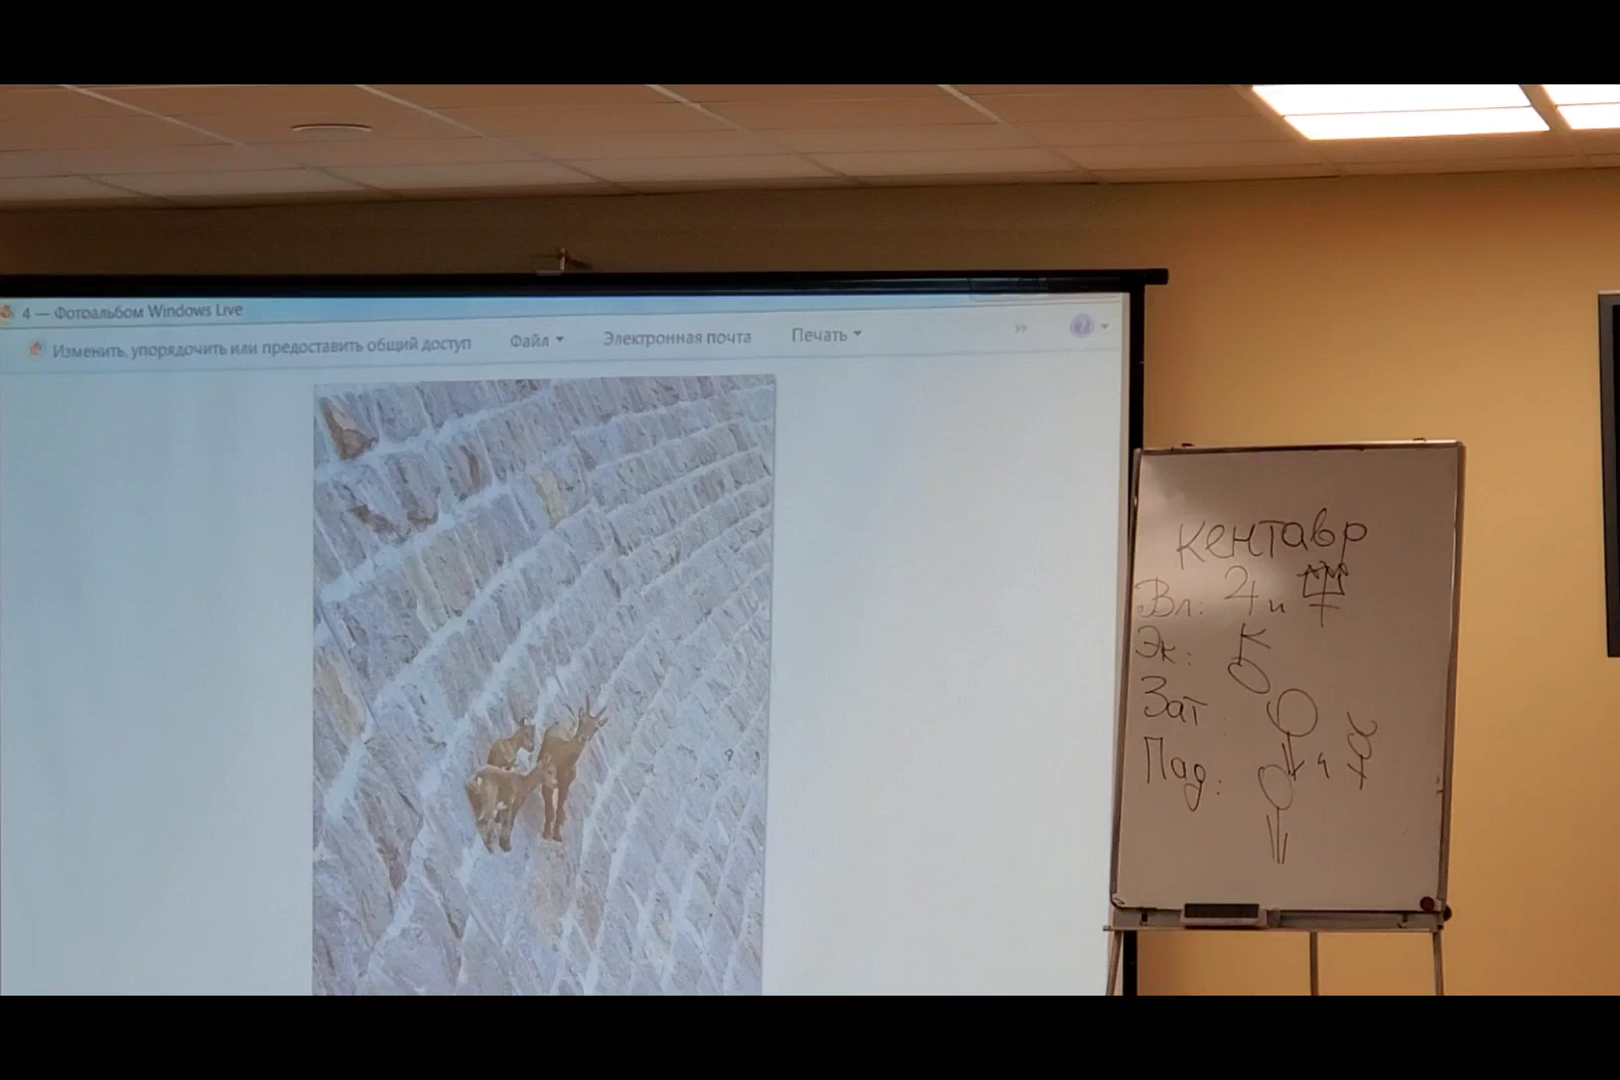 4 — Фотоальбом Windows Live
Изменить, упорядочить или предоставить общий доступ Файл Электронная почта Печать »
кентавр
Вл: ♃ и
Эк:
Зат
Пад: